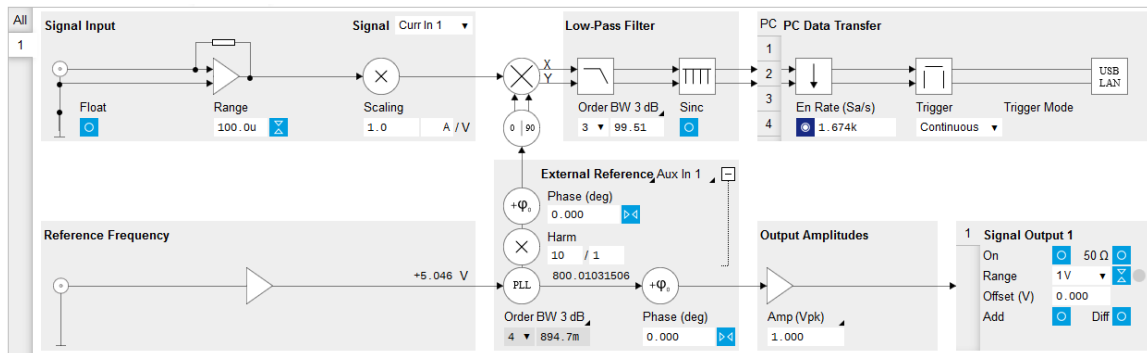 All
1
Signal Input
Signal Curr In 1
Float
Range
100.0u
×
Scaling
1.0 A / V
×
X
Y
0 90
Low-Pass Filter
Order BW 3 dB
3 99.51
Sinc
PC
1
2
3
4
PC Data Transfer
En Rate (Sa/s)
1.674k
Trigger
Continuous
Trigger Mode
USB
LAN
External Reference Aux In 1
+φ₀
Phase (deg)
0.000
×
Harm
10 / 1
Reference Frequency
+5.046 V
PLL
800.01031506
Order BW 3 dB
4 894.7m
+φ₀
Phase (deg)
0.000
Output Amplitudes
Amp (Vpk)
1.000
1
Signal Output 1
On 50 Ω
Range 1 V
Offset (V) 0.000
Add Diff